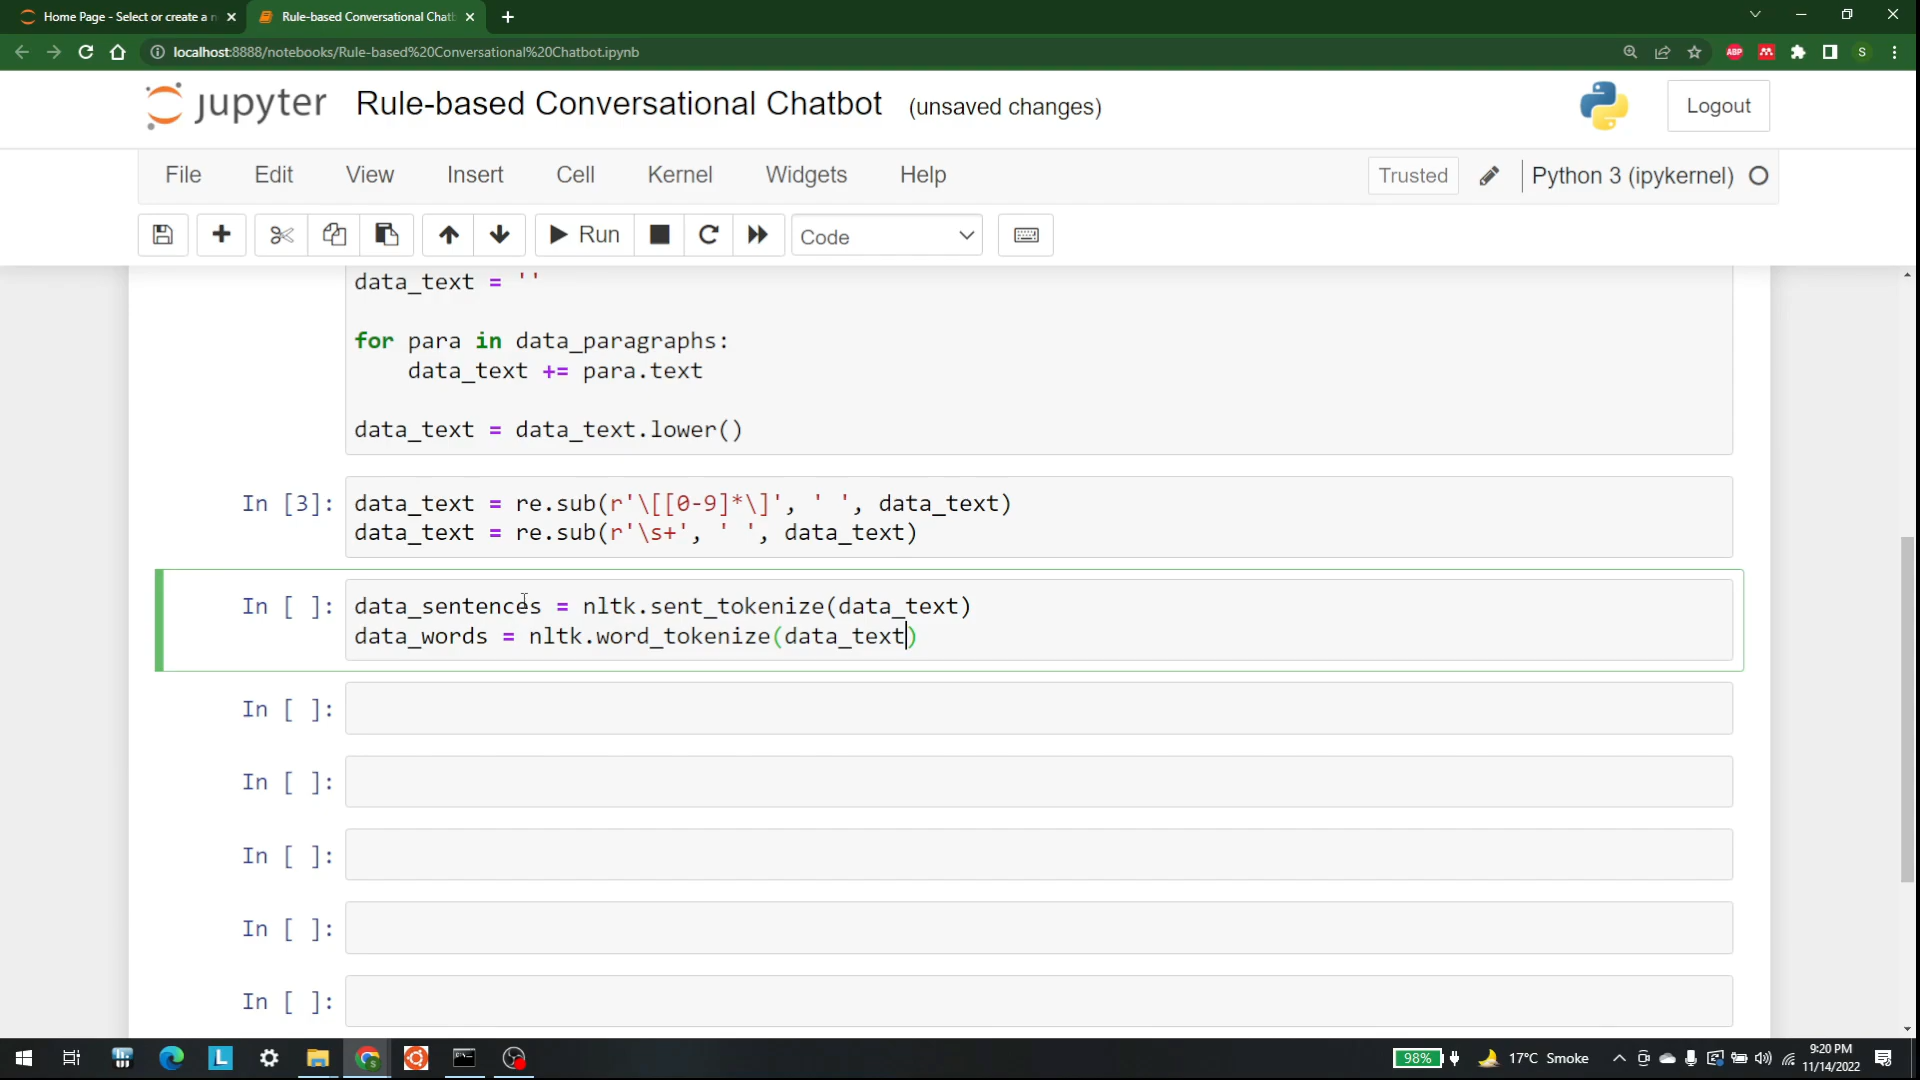 Home Page - Select or create a n
Rule-based Conversational Chatb
localhost:8888/notebooks/Rule-based%20Conversational%20Chatbot.ipynb
ABP
S
jupyter Rule-based Conversational Chatbot (unsaved changes)
Logout
File Edit View Insert Cell Kernel Widgets Help
Trusted Python 3 (ipykernel)
Run Code
data_text = ''
for para in data_paragraphs:
data_text += para.text
data_text = data_text.lower()
In [3]: data_text = re.sub(r'\[[0-9]*\]', ' ', data_text)
data_text = re.sub(r'\s+', ' ', data_text)
In [ ]: data_sentences = nltk.sent_tokenize(data_text)
data_words = nltk.word_tokenize(data_text)
In [ ]:
In [ ]:
In [ ]:
In [ ]:
In [ ]:
L
98%
17°C Smoke
9:20 PM
11/14/2022